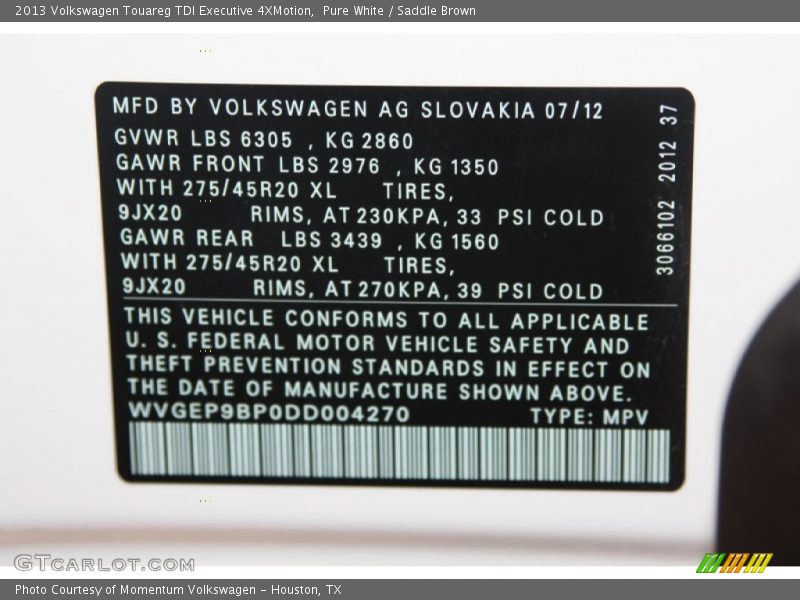 2013 Volkswagen Touareg TDI Executive 4XMotion,  Pure White / Saddle Brown
MFD BY VOLKSWAGEN AG SLOVAKIA 07/12
GVWR LBS 6305 , KG 2860
GAWR FRONT LBS 2976 , KG 1350
WITH 275/45R20 XL TIRES,
9JX20 RIMS, AT 230KPA, 33 PSI COLD
GAWR REAR LBS 3439 , KG 1560
WITH 275/45R20 XL TIRES,
9JX20 RIMS, AT 270KPA, 39 PSI COLD
THIS VEHICLE CONFORMS TO ALL APPLICABLE
U. S. FEDERAL MOTOR VEHICLE SAFETY AND
THEFT PREVENTION STANDARDS IN EFFECT ON
THE DATE OF MANUFACTURE SHOWN ABOVE.
WVGEP9BP0DD004270 TYPE: MPV
3066102 2012 37
GTCARLOT.COM
Photo Courtesy of Momentum Volkswagen - Houston, TX